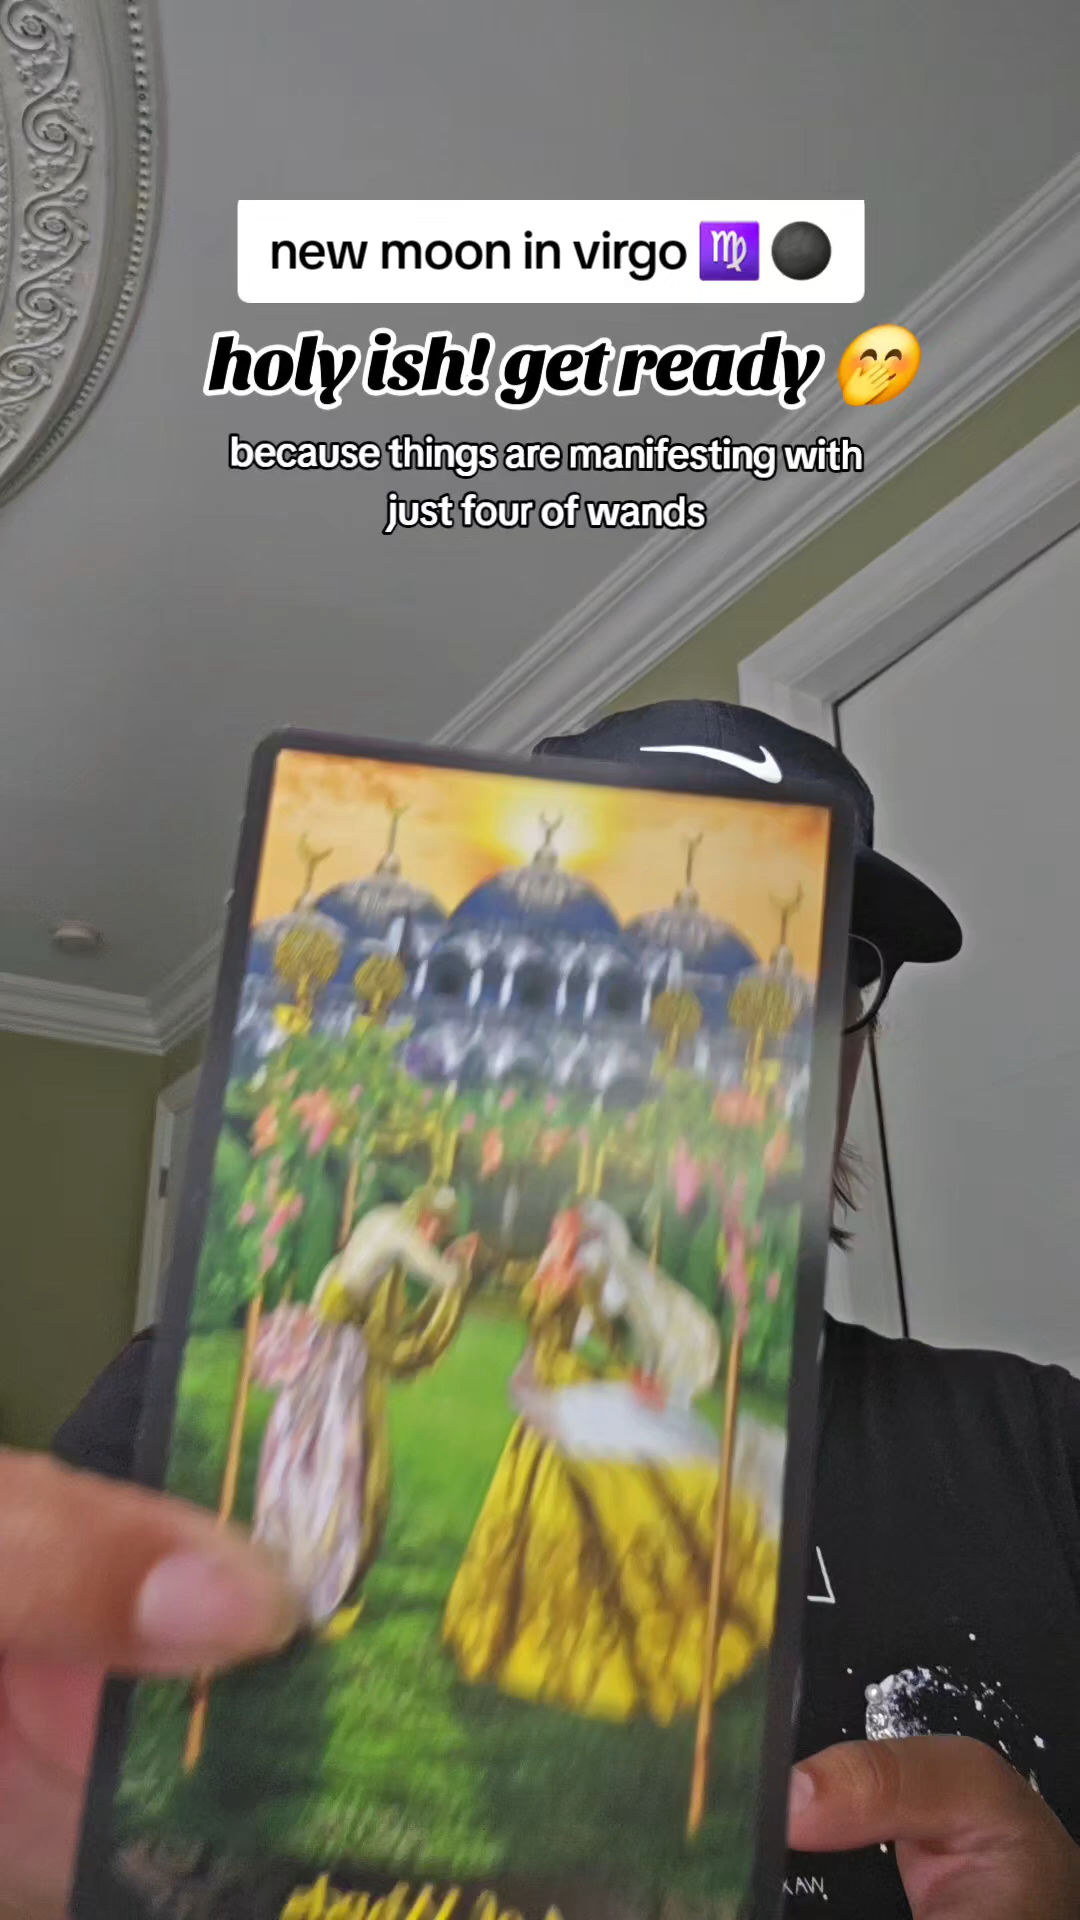 new moon in virgo ♍ 🌑
holy ish! get ready 🤭
because things are manifesting with
just four of wands